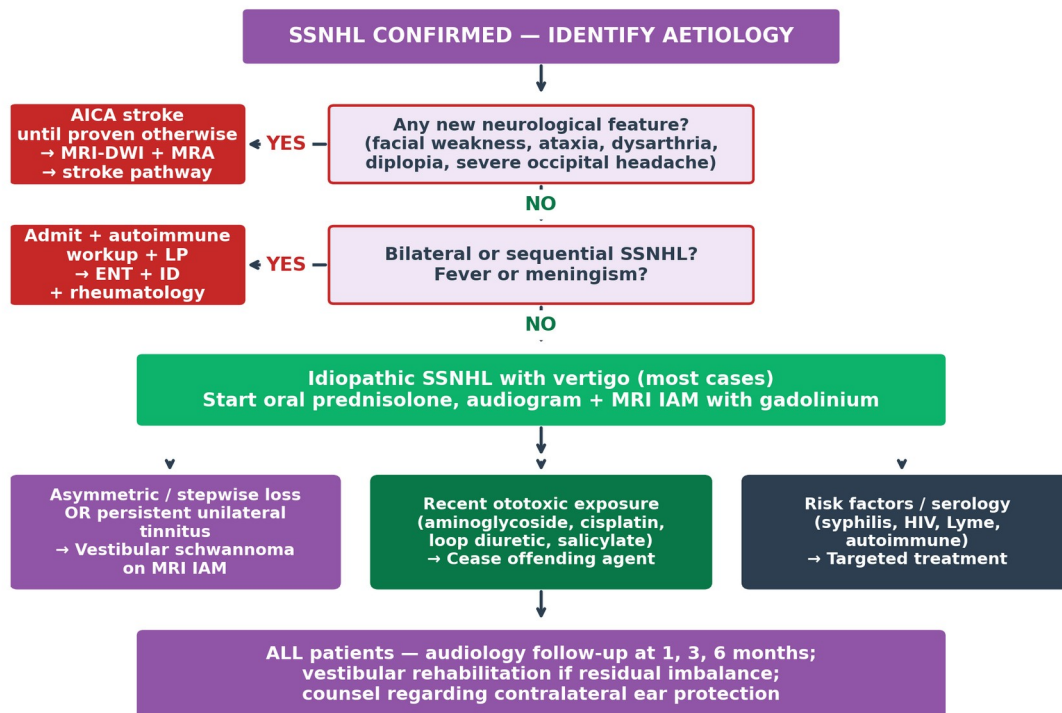 SSNHL CONFIRMED — IDENTIFY AETIOLOGY
AICA stroke
until proven otherwise
→ MRI-DWI + MRA
→ stroke pathway
YES
Any new neurological feature?
(facial weakness, ataxia, dysarthria,
diplopia, severe occipital headache)
NO
Admit + autoimmune
workup + LP
→ ENT + ID
+ rheumatology
YES
Bilateral or sequential SSNHL?
Fever or meningism?
NO
Idiopathic SSNHL with vertigo (most cases)
Start oral prednisolone, audiogram + MRI IAM with gadolinium
Asymmetric / stepwise loss
OR persistent unilateral
tinnitus
→ Vestibular schwannoma
on MRI IAM
Recent ototoxic exposure
(aminoglycoside, cisplatin,
loop diuretic, salicylate)
→ Cease offending agent
Risk factors / serology
(syphilis, HIV, Lyme,
autoimmune)
→ Targeted treatment
ALL patients — audiology follow-up at 1, 3, 6 months;
vestibular rehabilitation if residual imbalance;
counsel regarding contralateral ear protection